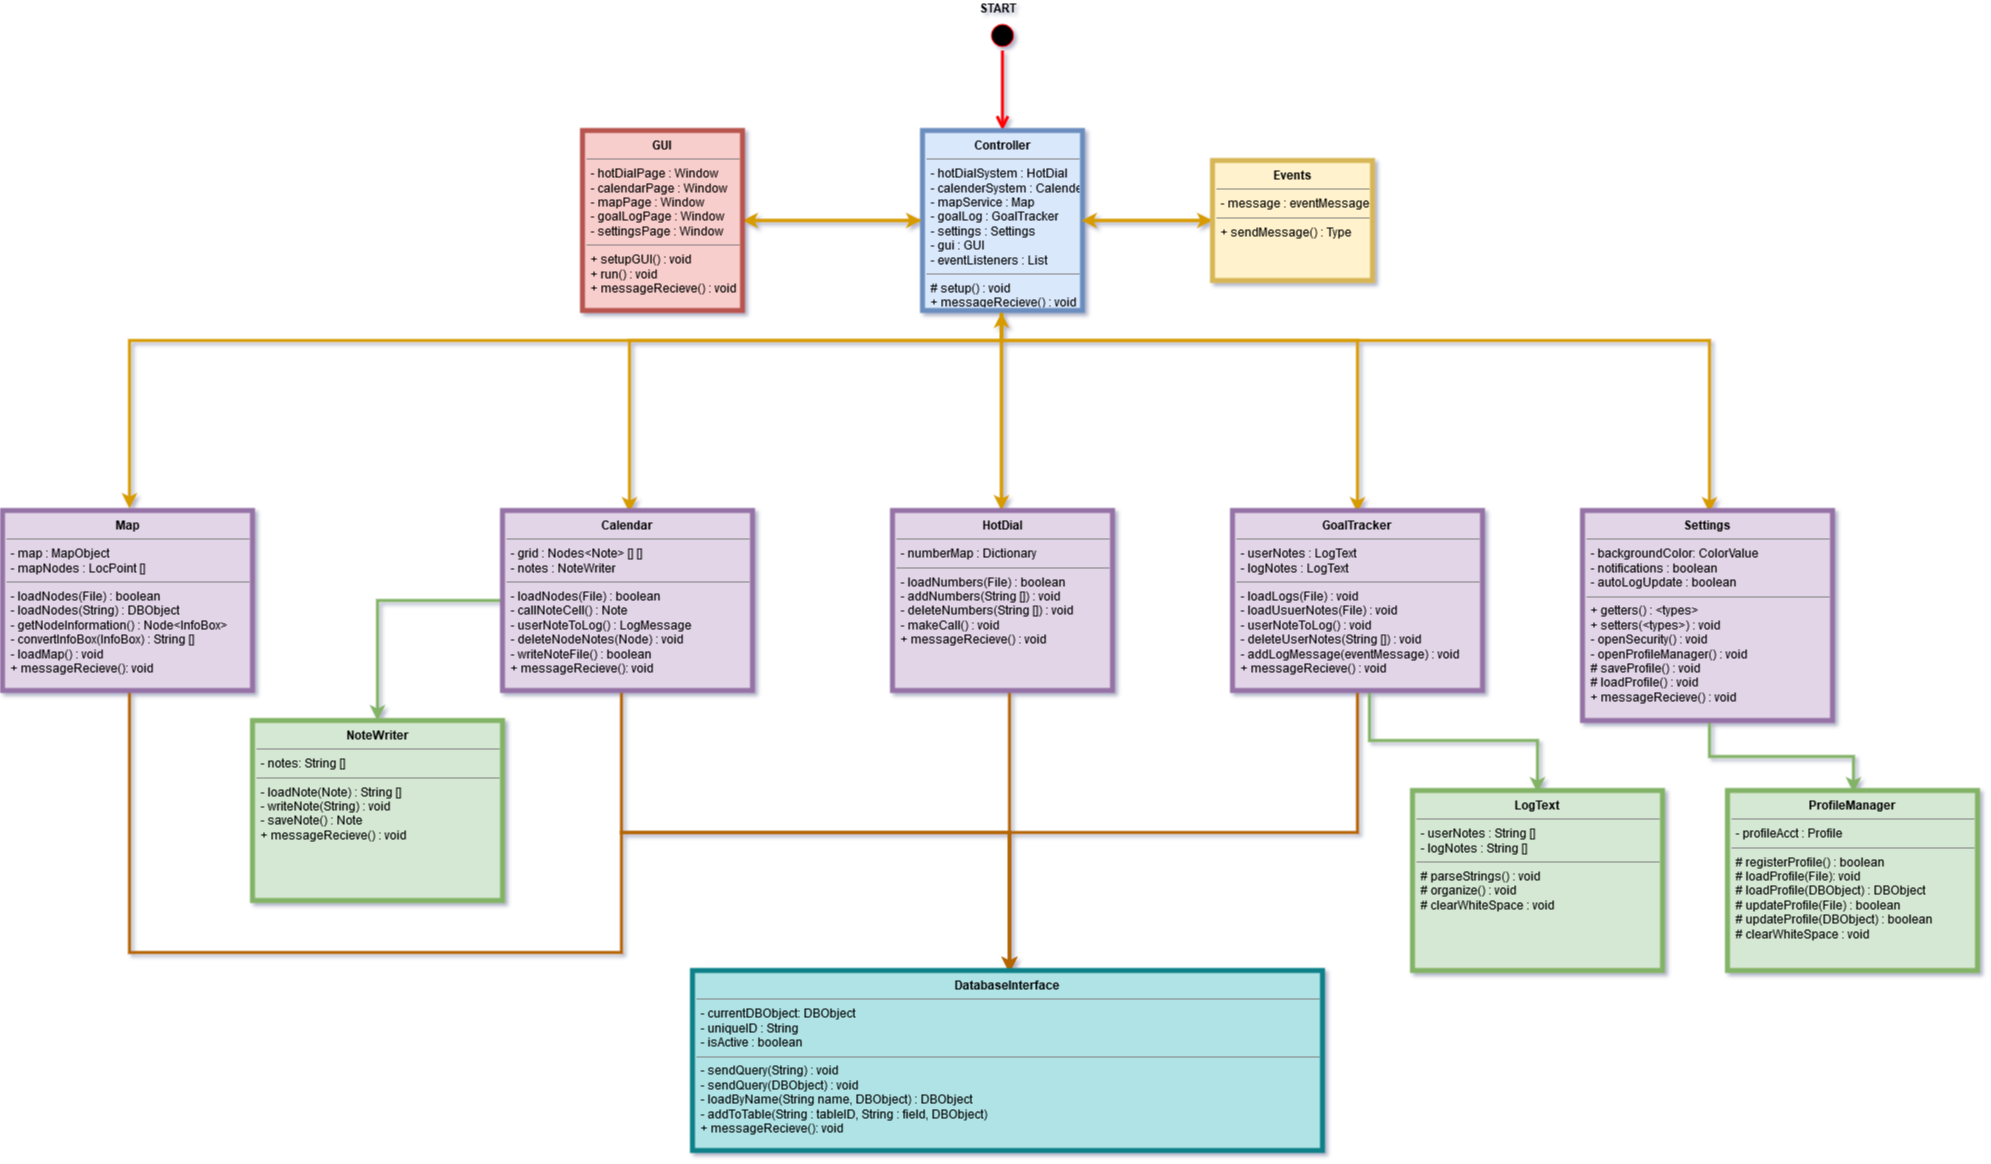 START
GUI
- hotDialPage : Window
- calendarPage : Window
- mapPage : Window
- goalLogPage : Window
- settingsPage : Window
+ setupGUI() : void
+ run() : void
+ messageRecieve() : void
Controller
- hotDialSystem : HotDial
- calenderSystem : Calende
- mapService : Map
- goalLog : GoalTracker
- settings : Settings
- gui : GUI
- eventListeners : List
# setup() : void
+ messageRecieve() : void
Events
- message : eventMessage
+ sendMessage() : Type
Map
- map : MapObject
- mapNodes : LocPoint []
- loadNodes(File) : boolean
- loadNodes(String) : DBObject
- getNodeInformation() : Node<InfoBox>
- convertInfoBox(InfoBox) : String []
- loadMap() : void
+ messageRecieve(): void
Calendar
- grid : Nodes<Note> [] []
- notes : NoteWriter
- loadNodes(File) : boolean
- callNoteCell() : Note
- userNoteToLog() : LogMessage
- deleteNodeNotes(Node) : void
- writeNoteFile() : boolean
+ messageRecieve(): void
HotDial
- numberMap : Dictionary
- loadNumbers(File) : boolean
- addNumbers(String []) : void
- deleteNumbers(String []) : void
- makeCall() : void
+ messageRecieve() : void
GoalTracker
- userNotes : LogText
- logNotes : LogText
- loadLogs(File) : void
- loadUsuerNotes(File) : void
- userNoteToLog() : void
- deleteUserNotes(String []) : void
- addLogMessage(eventMessage) : void
+ messageRecieve() : void
Settings
- backgroundColor: ColorValue
- notifications : boolean
- autoLogUpdate : boolean
+ getters() : <types>
+ setters(<types>) : void
- openSecurity() : void
- openProfileManager() : void
# saveProfile() : void
# loadProfile() : void
+ messageRecieve() : void
NoteWriter
- notes: String []
- loadNote(Note) : String []
- writeNote(String) : void
- saveNote() : Note
+ messageRecieve() : void
LogText
- userNotes : String []
- logNotes : String []
# parseStrings() : void
# organize() : void
# clearWhiteSpace : void
ProfileManager
- profileAcct : Profile
# registerProfile() : boolean
# loadProfile(File): void
# loadProfile(DBObject) : DBObject
# updateProfile(File) : boolean
# updateProfile(DBObject) : boolean
# clearWhiteSpace : void
DatabaseInterface
- currentDBObject: DBObject
- uniqueID : String
- isActive : boolean
- sendQuery(String) : void
- sendQuery(DBObject) : void
- loadByName(String name, DBObject) : DBObject
- addToTable(String : tableID, String : field, DBObject)
+ messageRecieve(): void